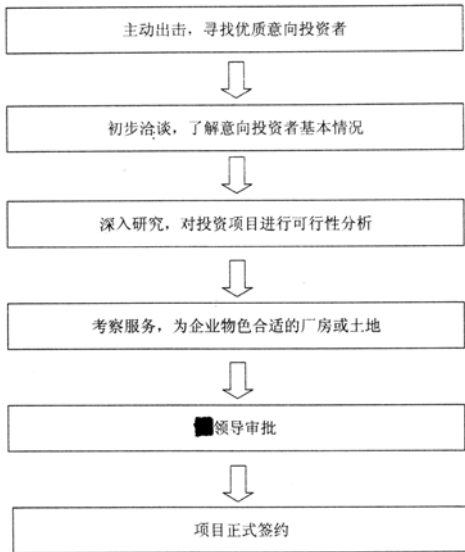 主动出击，寻找优质意向投资者
初步洽谈，了解意向投资者基本情况
深入研究，对投资项目进行可行性分析
考察服务，为企业物色合适的厂房或土地
领导审批
项目正式签约